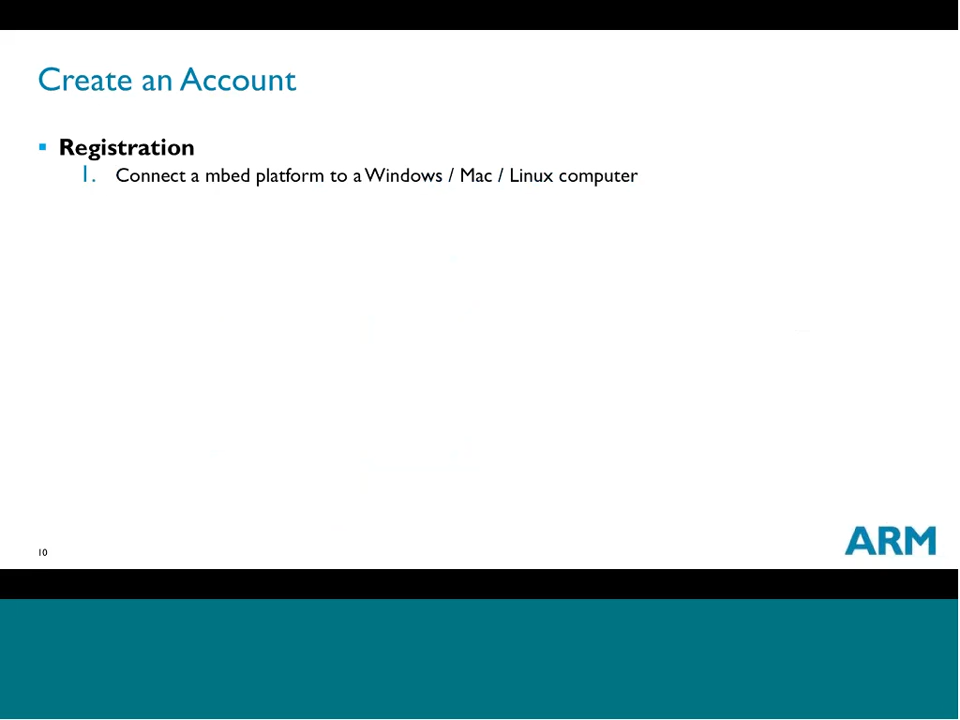 Create an Account
▪ Registration
1. Connect a mbed platform to a Windows / Mac / Linux computer
10
ARM